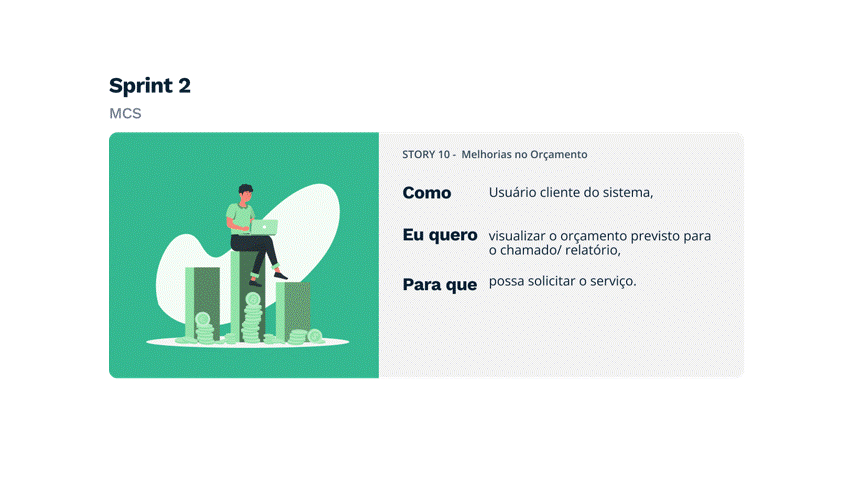 Sprint 2
MCS
STORY 10 - Melhorias no Orçamento
Como Usuário cliente do sistema,
Eu quero visualizar o orçamento previsto para
o chamado/ relatório,
Para que possa solicitar o serviço.